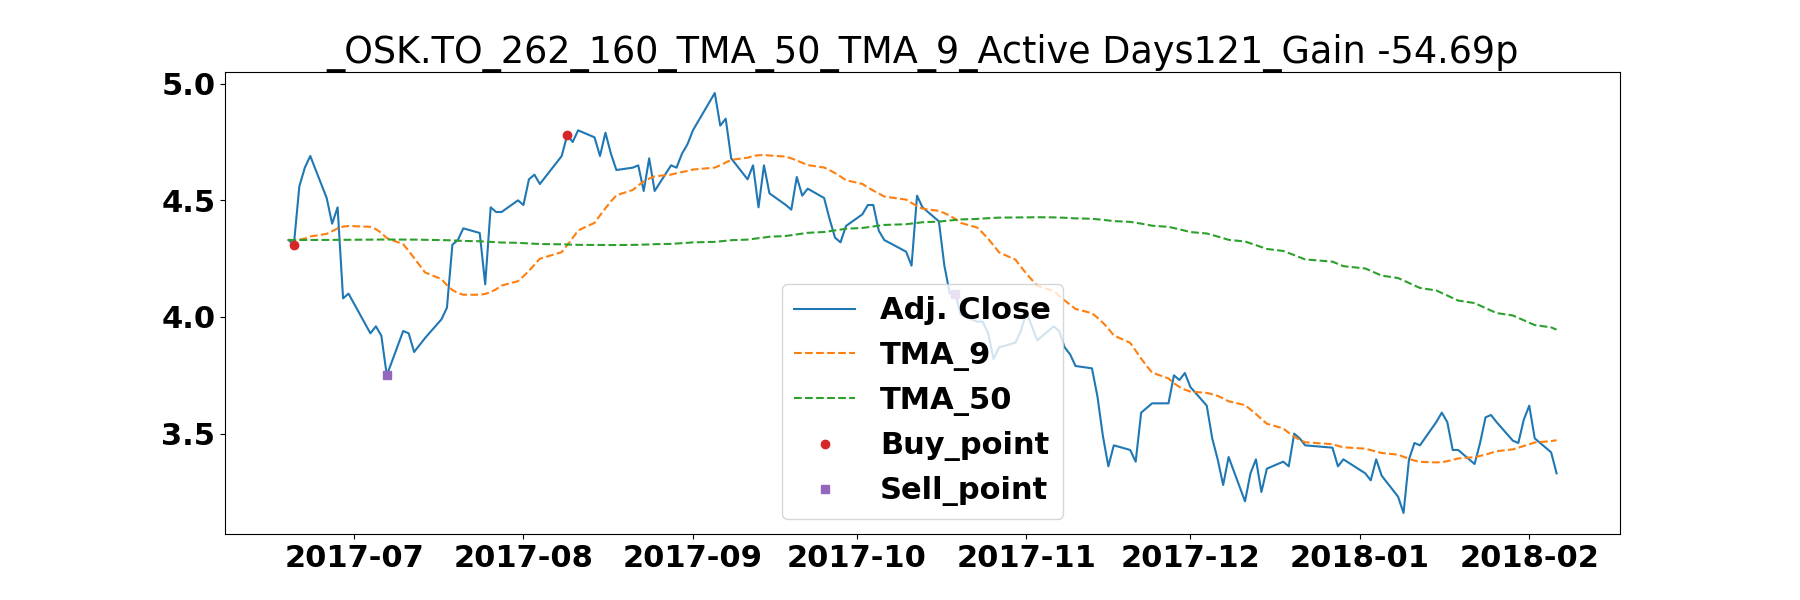 _OSK.TO_262_160_TMA_50_TMA_9_Active Days121_Gain -54.69p
5.0
4.5
4.0
3.5
Adj. Close
TMA_9
TMA_50
Buy_point
Sell_point
2017-07 2017-08 2017-09 2017-10 2017-11 2017-12 2018-01 2018-02